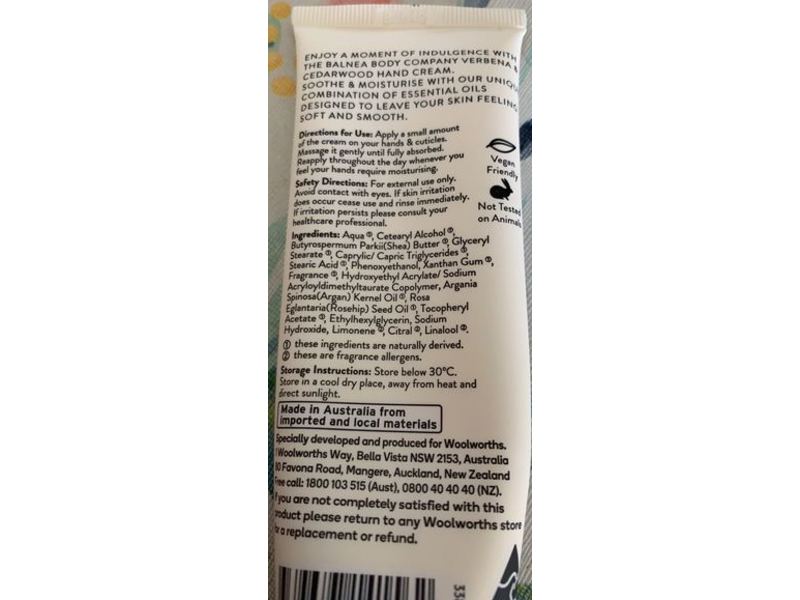 ENJOY A MOMENT OF INDULGENCE WITH
THE BALNEA BODY COMPANY VERBENA &
CEDARWOOD HAND CREAM.
SOOTHE & MOISTURISE WITH OUR UNIQU
COMBINATION OF ESSENTIAL OILS
DESIGNED TO LEAVE YOUR SKIN FEELING
SOFT AND SMOOTH.
Directions for Use: Apply a small amount
of the cream on your hands & cuticles.
Massage it gently until fully absorbed.
Reapply throughout the day whenever you
feel your hands require moisturising.
Vegan
Friendly
Safety Directions: For external use only.
Avoid contact with eyes. If skin irritation
does occur cease use and rinse immediately.
If irritation persists please consult your
healthcare professional.
Not Teste
on Animal
Ingredients: Aqua ①, Cetearyl Alcohol ①,
Butyrospermum Parkii(Shea) Butter ①, Glyceryl
Stearate ①, Caprylic/ Capric Triglycerides ①,
Stearic Acid ①, Phenoxyethanol, Xanthan Gum ①,
Fragrance ①, Hydroxyethyl Acrylate/ Sodium
Acryloyldimethyltaurate Copolymer, Argania
Spinosa(Argan) Kernel Oil ①, Rosa
Eglantaria(Rosehip) Seed Oil ①, Tocopheryl
Acetate ①, Ethylhexylglycerin, Sodium
Hydroxide, Limonene ②, Citral ②, Linalool ②.
① these ingredients are naturally derived.
② these are fragrance allergens.
Storage Instructions: Store below 30°C.
Store in a cool dry place, away from heat and
direct sunlight.
Made in Australia from
imported and local materials
Specially developed and produced for Woolworths.
1 Woolworths Way, Bella Vista NSW 2153, Australia
80 Favona Road, Mangere, Auckland, New Zealand
Free call: 1800 103 515 (Aust), 0800 40 40 40 (NZ).
If you are not completely satisfied with this
product please return to any Woolworths store
for a replacement or refund.